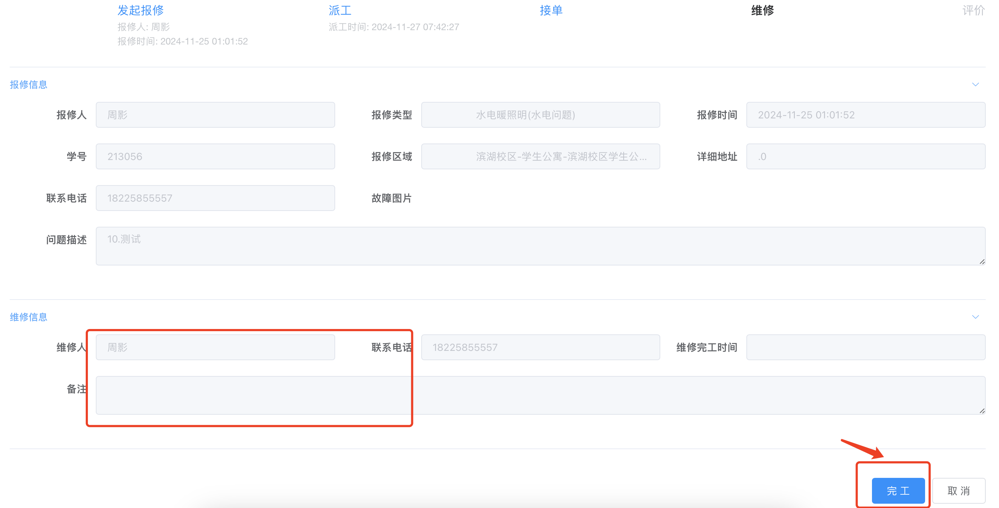 发起报修
派工
接单
维修
评价
报修人: 周影
派工时间: 2024-11-27 07:42:27
报修时间: 2024-11-25 01:01:52
报修信息
报修人 周影
报修类型 水电暖照明(水电问题)
报修时间 2024-11-25 01:01:52
学号 213056
报修区域 滨湖校区-学生公寓-滨湖校区学生公...
详细地址 .0
联系电话 18225855557
故障图片
问题描述 10.测试
维修信息
维修人 周影
联系电话 18225855557
维修完工时间
备注
完工
取消